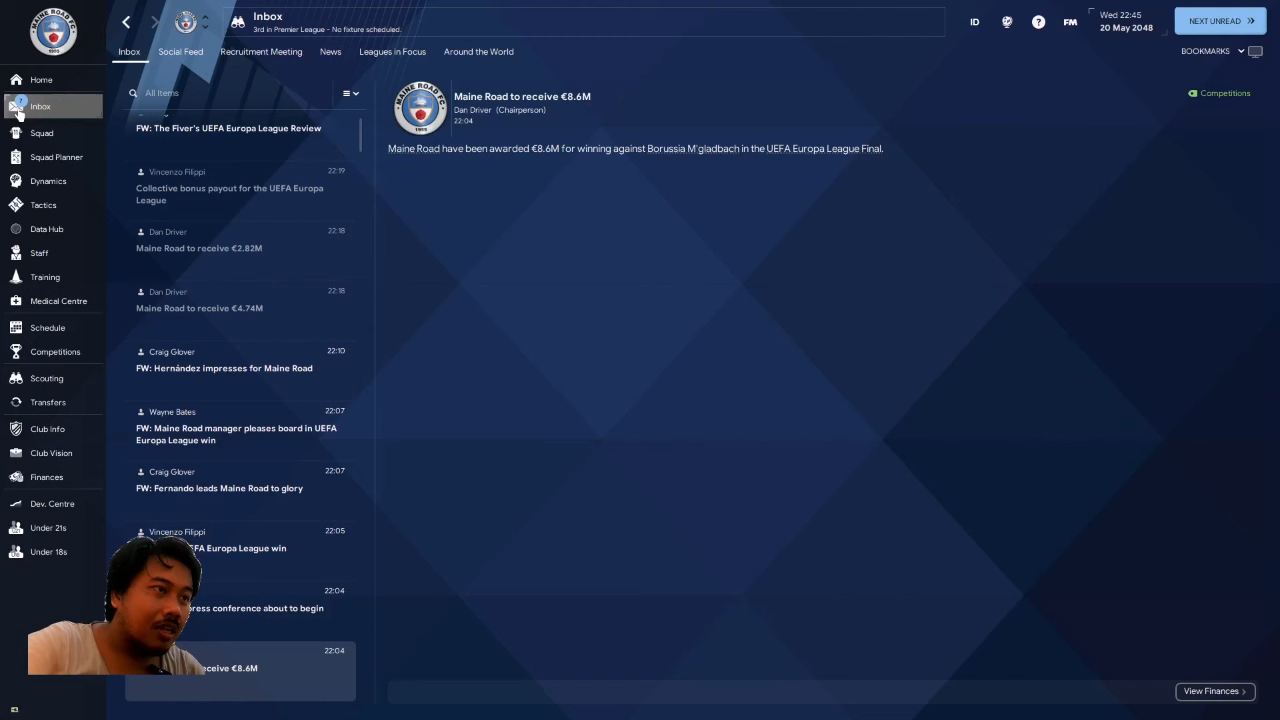 Inbox
3rd in Premier League - No fixture scheduled.
ID
FM
Wed 22:45
20 May 2048
NEXT UNREAD
Inbox
Social Feed
Recruitment Meeting
News
Leagues in Focus
Around the World
BOOKMARKS
MAINE ROAD FC
Home
Inbox
Squad
Squad Planner
Dynamics
Tactics
Data Hub
Staff
Training
Medical Centre
Schedule
Competitions
Scouting
Transfers
Club Info
Club Vision
Finances
Dev. Centre
Under 21s
Under 18s
All Items
FW: The Fiver's UEFA Europa League Review
Vincenzo Filippi 22:19
Collective bonus payout for the UEFA Europa
League
Dan Driver 22:18
Maine Road to receive €2.82M
Dan Driver 22:18
Maine Road to receive €4.74M
Craig Glover 22:10
FW: Hernández impresses for Maine Road
Wayne Bates 22:07
FW: Maine Road manager pleases board in UEFA
Europa League win
Craig Glover 22:07
FW: Fernando leads Maine Road to glory
Vincenzo Filippi 22:05
Europa League win
22:04
press conference about to begin
22:04
receive €8.6M
MAINE ROAD FC
Maine Road to receive €8.6M
Dan Driver (Chairperson)
22:04
Competitions
Maine Road have been awarded €8.6M for winning against Borussia M'gladbach in the UEFA Europa League Final.
View Finances